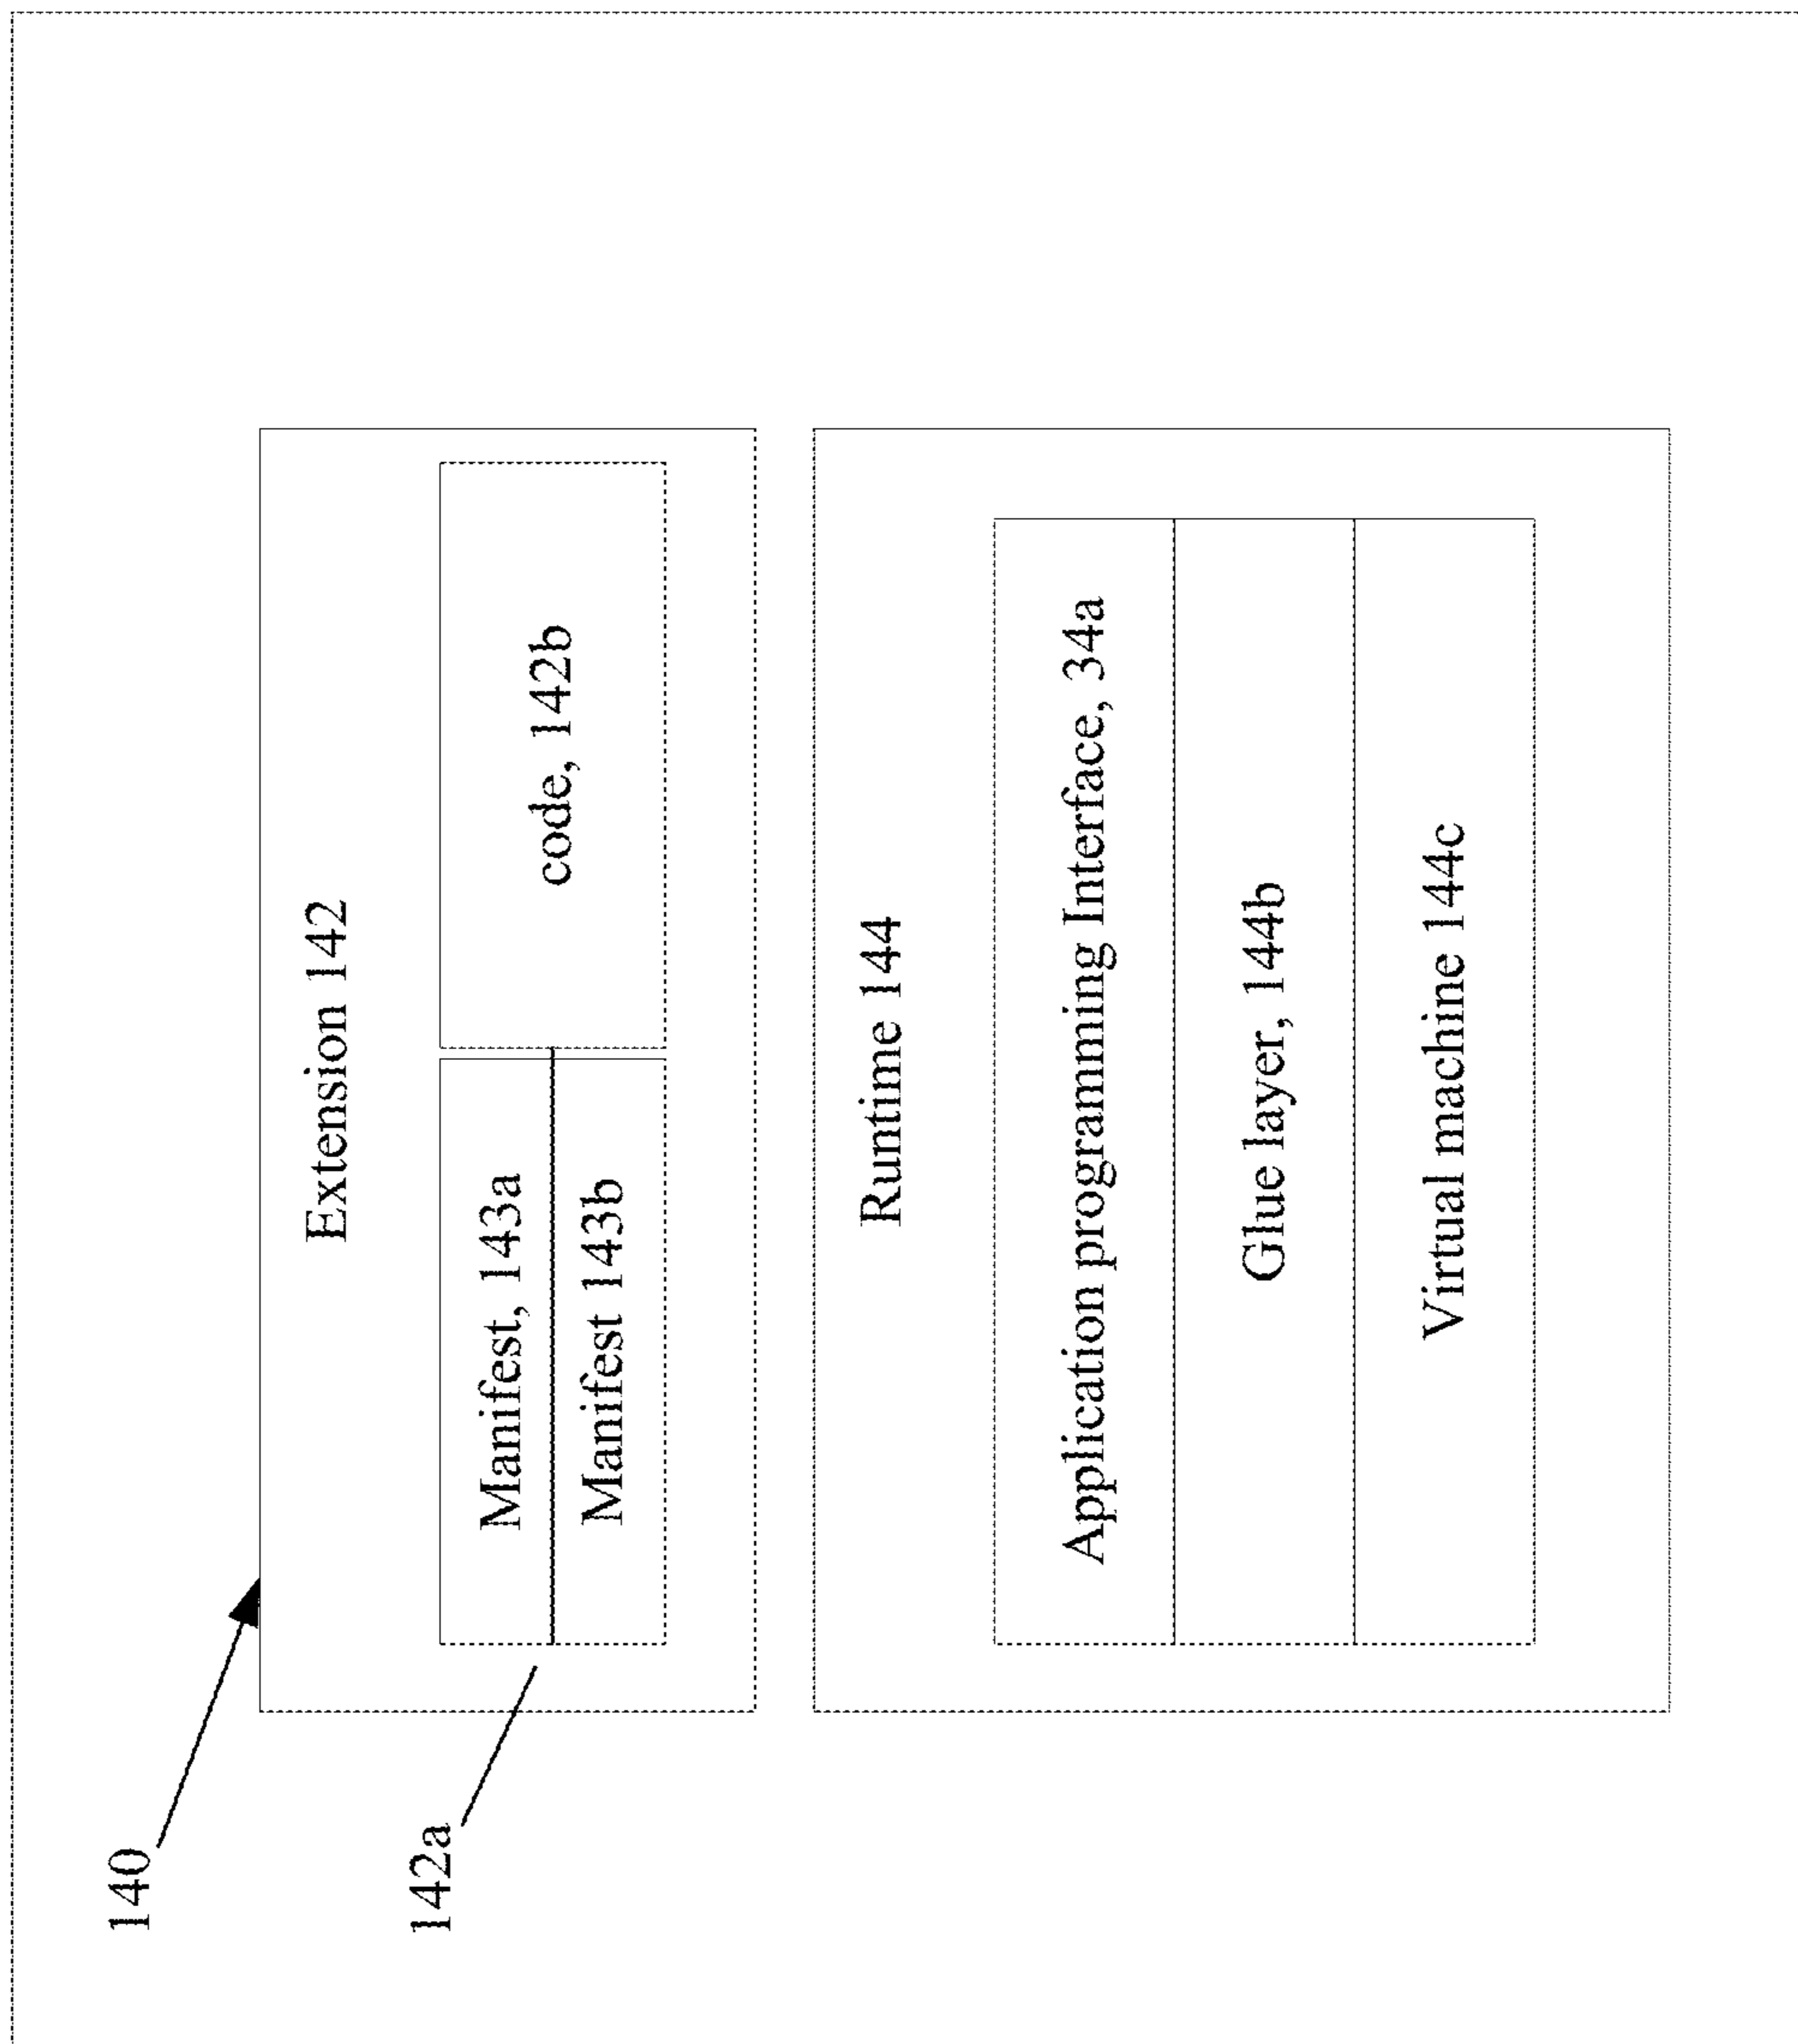 140
Extension 142
142a
Manifest, 143a
Manifest 143b
code, 142b
Runtime 144
Application programming Interface, 34a
Glue layer, 144b
Virtual machine 144c